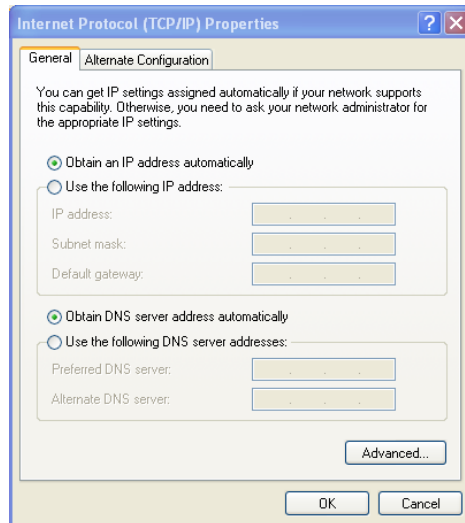 Internet Protocol (TCP/IP) Properties
General Alternate Configuration
You can get IP settings assigned automatically if your network supports
this capability. Otherwise, you need to ask your network administrator for
the appropriate IP settings.
Obtain an IP address automatically
Use the following IP address:
IP address:
Subnet mask:
Default gateway:
Obtain DNS server address automatically
Use the following DNS server addresses:
Preferred DNS server:
Alternate DNS server:
Advanced...
OK Cancel